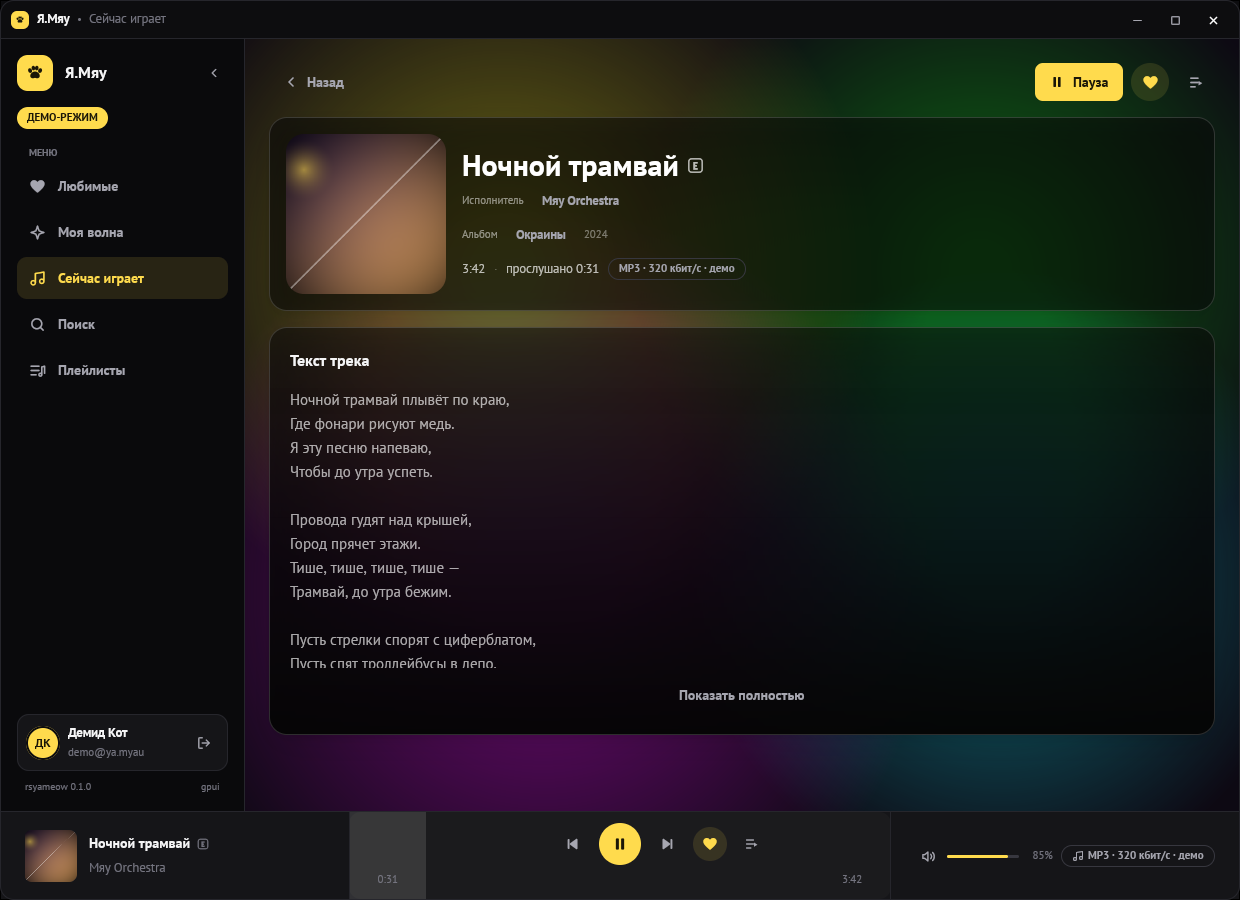 Я.Мяу • Сейчас играет
Я.Мяу
ДЕМО-РЕЖИМ
МЕНЮ
Любимые
Моя волна
Сейчас играет
Поиск
Плейлисты
ДК
Демид Кот
demo@ya.myau
rsyameow 0.1.0
gpui
Назад
Пауза
Ночной трамвай E
Исполнитель Мяу Orchestra
Альбом Окраины 2024
3:42 · прослушано 0:31 MP3 · 320 кбит/с · демо
Текст трека
Ночной трамвай плывёт по краю,
Где фонари рисуют медь.
Я эту песню напеваю,
Чтобы до утра успеть.
Провода гудят над крышей,
Город прячет этажи.
Тише, тише, тише, тише —
Трамвай, до утра бежим.
Пусть стрелки спорят с циферблатом,
Пусть спят троллейбусы в депо.
Показать полностью
Ночной трамвай E
Мяу Orchestra
0:31
3:42
85%
MP3 · 320 кбит/с · демо